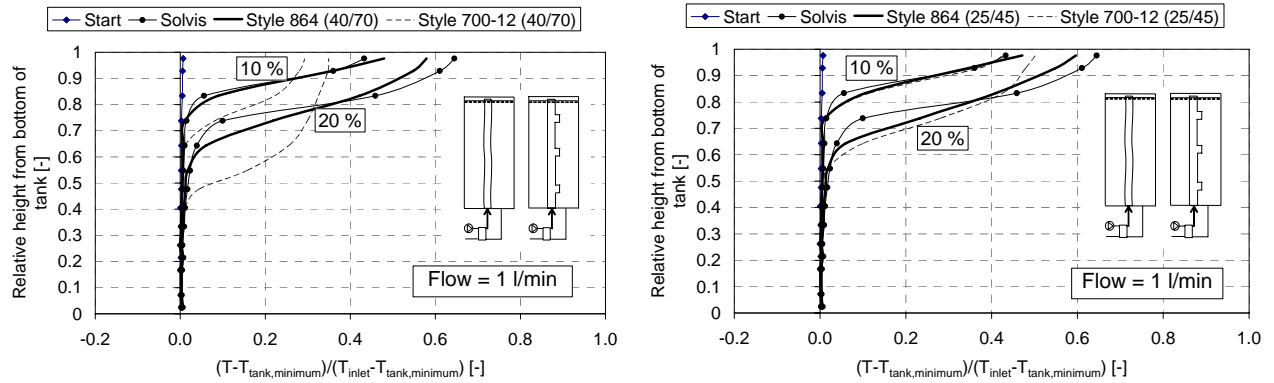 Start Solvis Style 864 (40/70) Style 700-12 (40/70)
Relative height from bottom of
tank [-]
1
0.9
0.8
0.7
0.6
0.5
0.4
0.3
0.2
0.1
0
10 %
20 %
Flow = 1 l/min
-0.2 0.0 0.2 0.4 0.6 0.8 1.0
(T-Ttank,minimum)/(Tinlet-Ttank,minimum) [-]
Start Solvis Style 864 (25/45) Style 700-12 (25/45)
Relative height from bottom of
tank [-]
1
0.9
0.8
0.7
0.6
0.5
0.4
0.3
0.2
0.1
0
10 %
20 %
Flow = 1 l/min
-0.2 0.0 0.2 0.4 0.6 0.8 1.0
(T-Ttank,minimum)/(Tinlet-Ttank,minimum) [-]